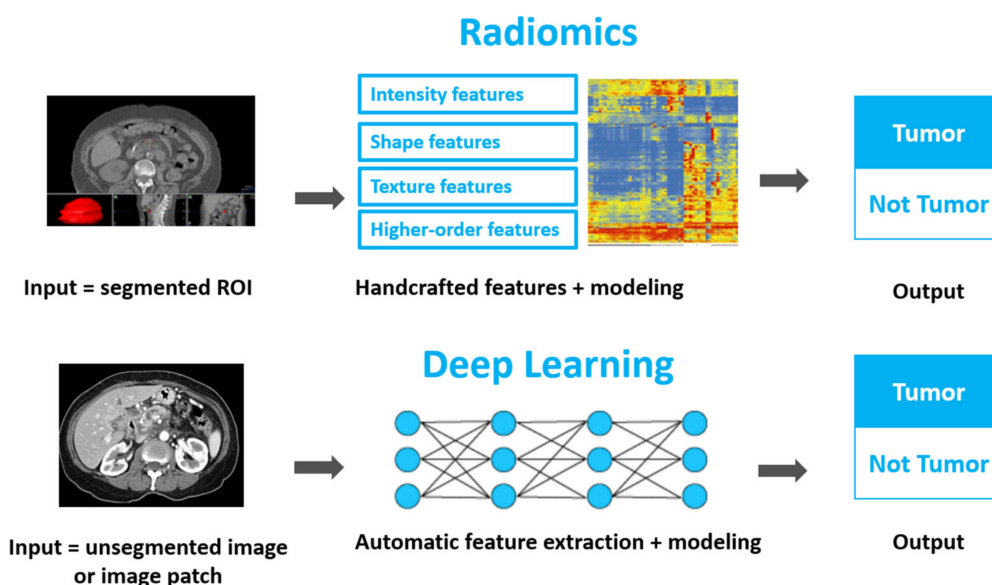 Radiomics
Intensity features
Shape features
Texture features
Higher-order features
Tumor
Not Tumor
Input = segmented ROI
Handcrafted features + modeling
Output
Deep Learning
Tumor
Not Tumor
Input = unsegmented image
or image patch
Automatic feature extraction + modeling
Output